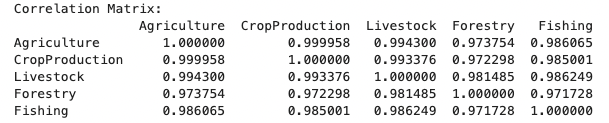 Correlation Matrix:
Agriculture CropProduction Livestock Forestry Fishing
Agriculture 1.000000 0.999958 0.994300 0.973754 0.986065
CropProduction 0.999958 1.000000 0.993376 0.972298 0.985001
Livestock 0.994300 0.993376 1.000000 0.981485 0.986249
Forestry 0.973754 0.972298 0.981485 1.000000 0.971728
Fishing 0.986065 0.985001 0.986249 0.971728 1.000000